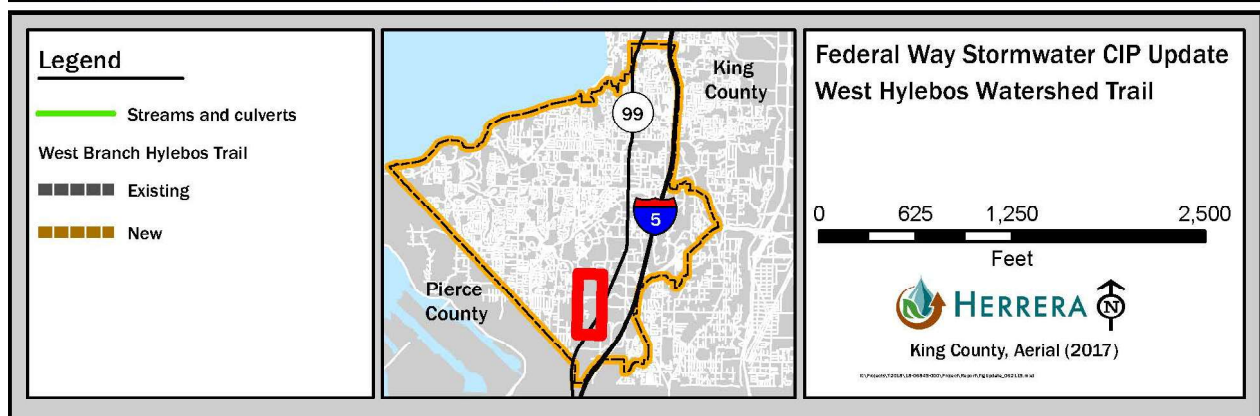 Legend
Streams and culverts
West Branch Hylebos Trail
Existing
New
King
County
99
5
Pierce
County
Federal Way Stormwater CIP Update
West Hylebos Watershed Trail
0 625 1,250 2,500
Feet
HERRERA
N
King County, Aerial (2017)